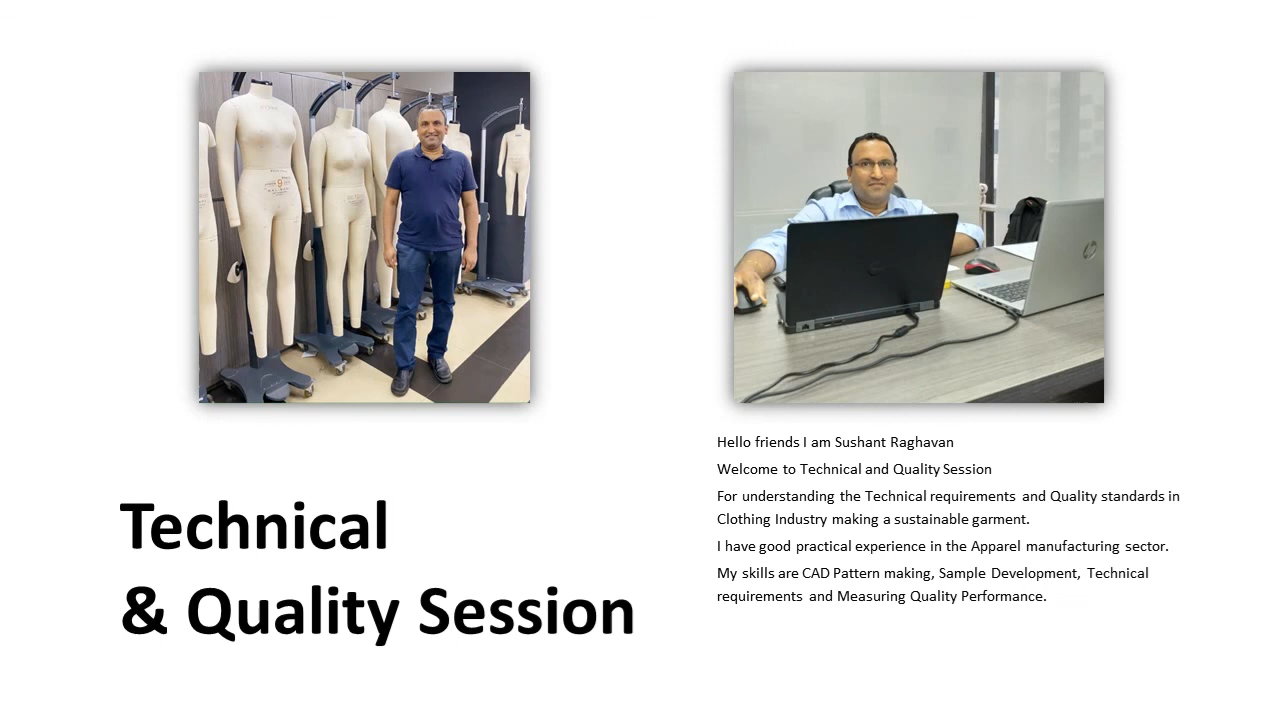 Technical
& Quality Session
Hello friends I am Sushant Raghavan
Welcome to Technical and Quality Session
For understanding the Technical requirements and Quality standards in
Clothing Industry making a sustainable garment.
I have good practical experience in the Apparel manufacturing sector.
My skills are CAD Pattern making, Sample Development, Technical
requirements and Measuring Quality Performance.